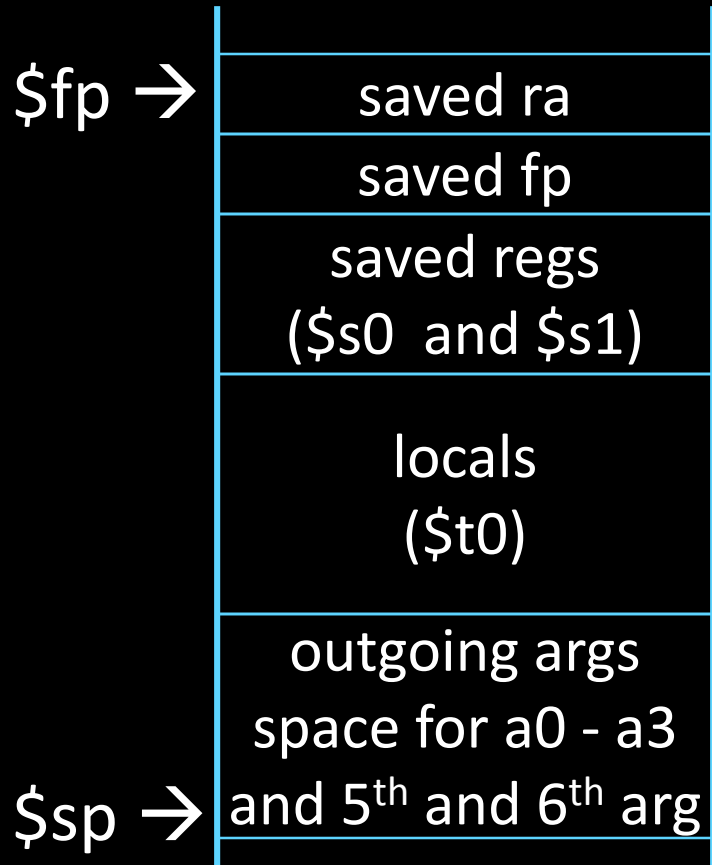 $fp → saved ra
saved fp
saved regs
($s0 and $s1)
locals
($t0)
outgoing args
space for a0 - a3
$sp → and 5th and 6th arg